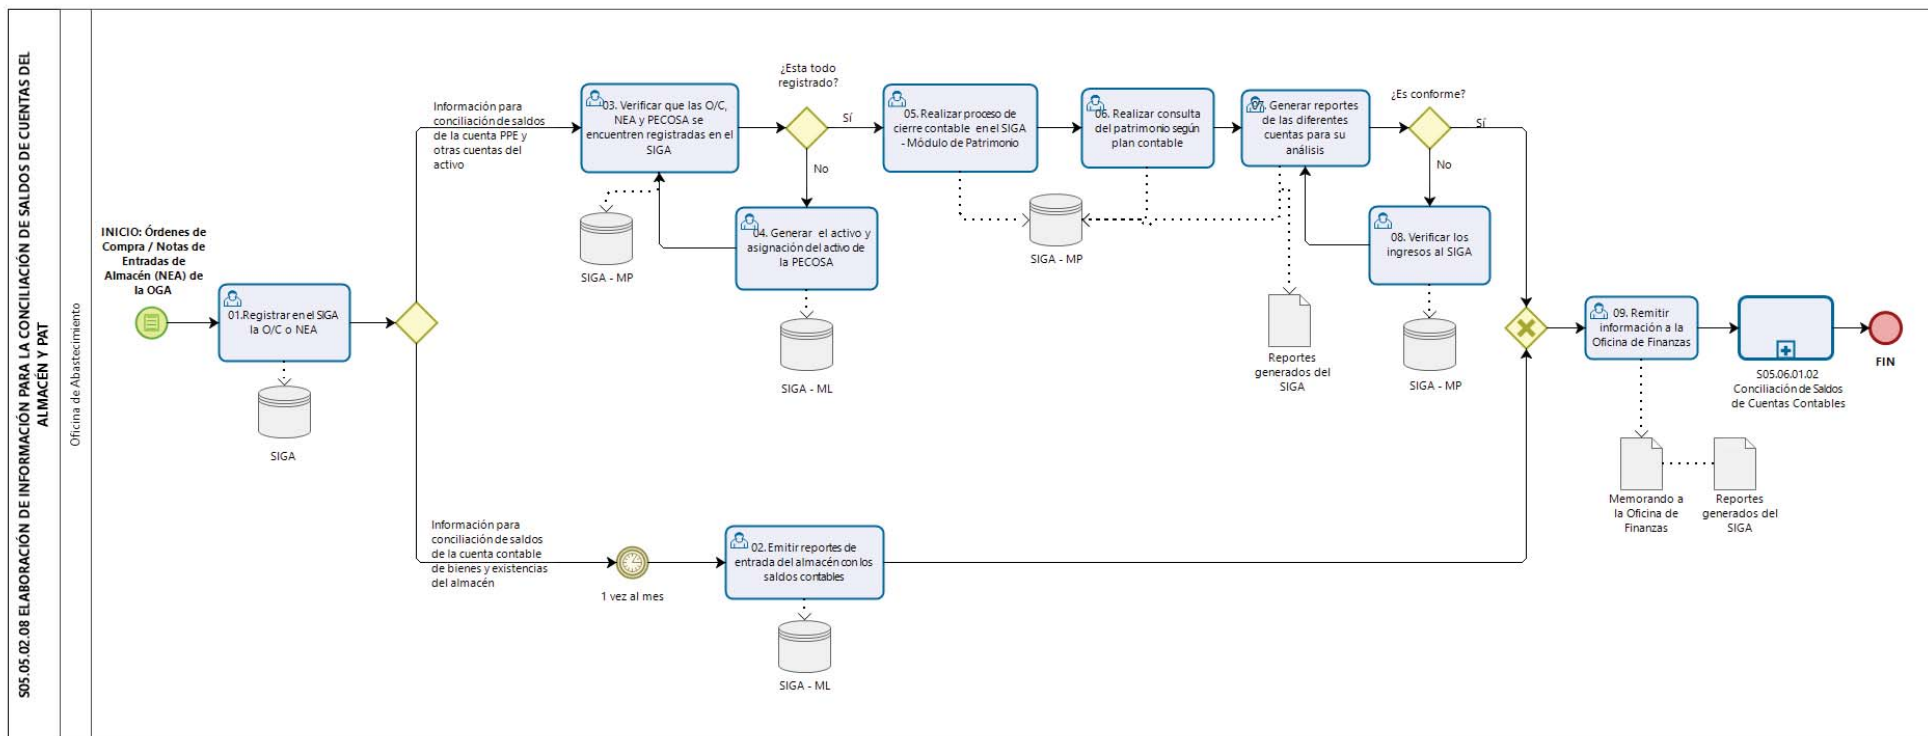 S05.05.02.08 ELABORACIÓN DE INFORMACIÓN PARA LA CONCILIACIÓN DE SALDOS DE CUENTAS DEL
ALMACÉN Y PAT
Oficina de Abastecimiento
INICIO: Órdenes de
Compra / Notas de
Entradas de
Almacén (NEA) de
la OGA
01.Registrar en el SIGA
la O/C o NEA
SIGA
Información para
conciliación de saldos
de la cuenta PPE y
otras cuentas del
activo
03. Verificar que las O/C,
NEA y PECOSA se
encuentren registradas en el
SIGA
SIGA - MP
¿Esta todo
registrado?
Sí
No
04. Generar el activo y
asignación del activo de
la PECOSA
SIGA - ML
05. Realizar proceso de
cierre contable en el SIGA
- Módulo de Patrimonio
06. Realizar consulta
del patrimonio según
plan contable
SIGA - MP
07. Generar reportes
de las diferentes
cuentas para su
análisis
Reportes
generados del
SIGA
¿Es conforme?
Sí
No
08. Verificar los
ingresos al SIGA
SIGA - MP
Información para
conciliación de saldos
de la cuenta contable
de bienes y existencias
del almacén
1 vez al mes
02. Emitir reportes de
entrada del almacén con los
saldos contables
SIGA - ML
09. Remitir
información a la
Oficina de Finanzas
Memorando a
la Oficina de
Finanzas
Reportes
generados del
SIGA
S05.06.01.02
Conciliación de Saldos
de Cuentas Contables
FIN